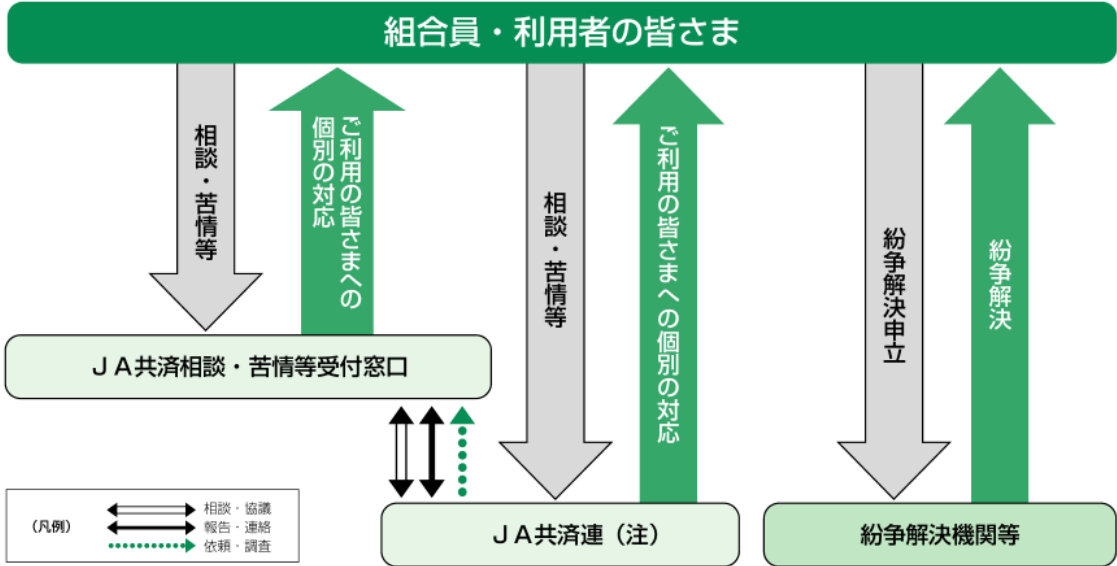 組合員・利用者の皆さま
相談・苦情等
ご利用の皆さまへの
個別の対応
相談・苦情等
ご利用の皆さまへの個別の対応
紛争解決申立
紛争解決
ＪＡ共済相談・苦情等受付窓口
ＪＡ共済連（注）
紛争解決機関等
（凡例）
相談・協議
報告・連絡
依頼・調査